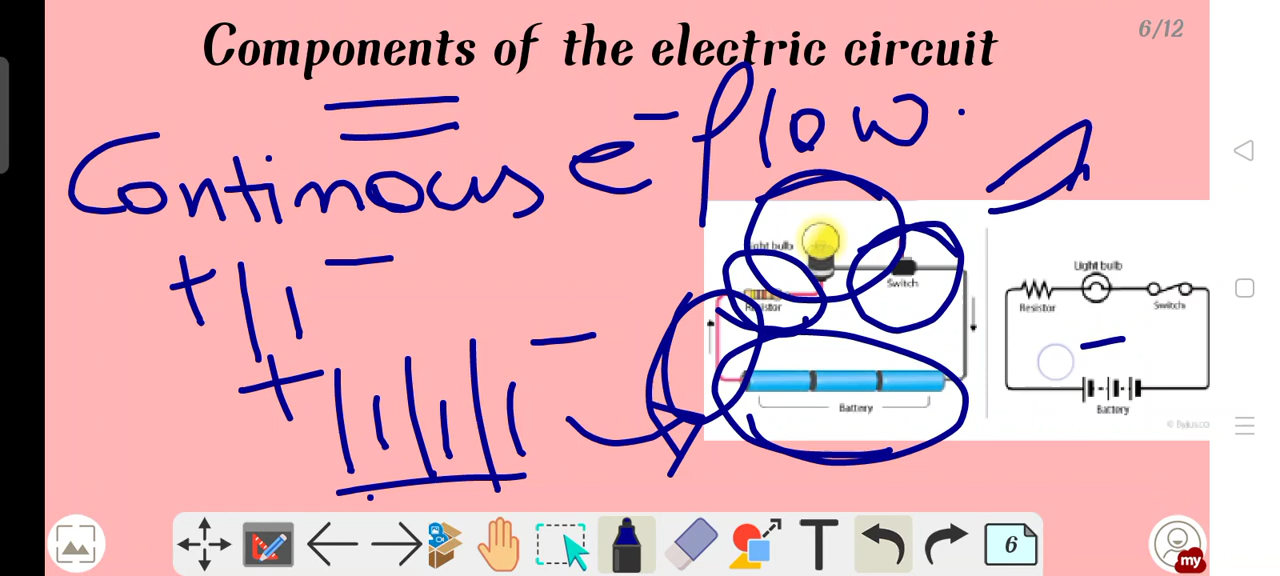 Components of the electric circuit
6/12
Continous e⁻ flow.
+ −
+ −
Light bulb
Switch
Resistor
Battery
Light bulb
Resistor
Switch
Battery
T
6
my